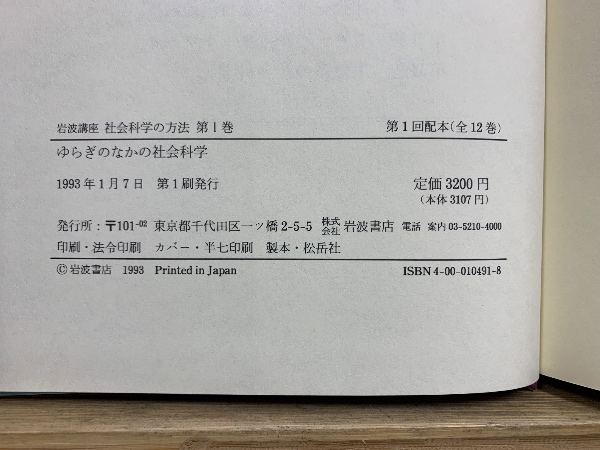 岩波講座 社会科学の方法 第Ⅰ巻 第1回配本(全12巻)
ゆらぎのなかの社会科学
1993年1月7日 第1刷発行 定価3200円
(本体3107円)
発行所：〒101-02 東京都千代田区一ツ橋2-5-5 株式会社 岩波書店 電話 案内 03-5210-4000
印刷・法令印刷 カバー・半七印刷 製本・松岳社
© 岩波書店 1993 Printed in Japan ISBN4-00-010491-8